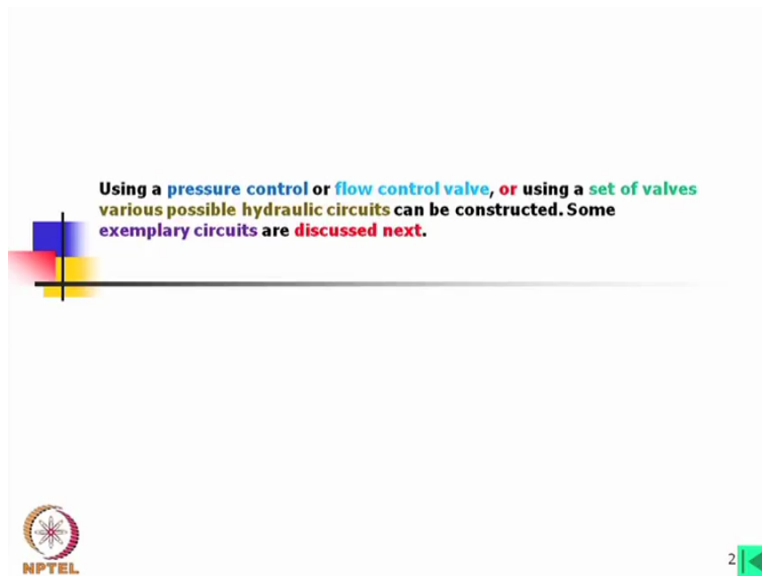 Using a pressure control or flow control valve, or using a set of valves
various possible hydraulic circuits can be constructed. Some
exemplary circuits are discussed next.
NPTEL
2